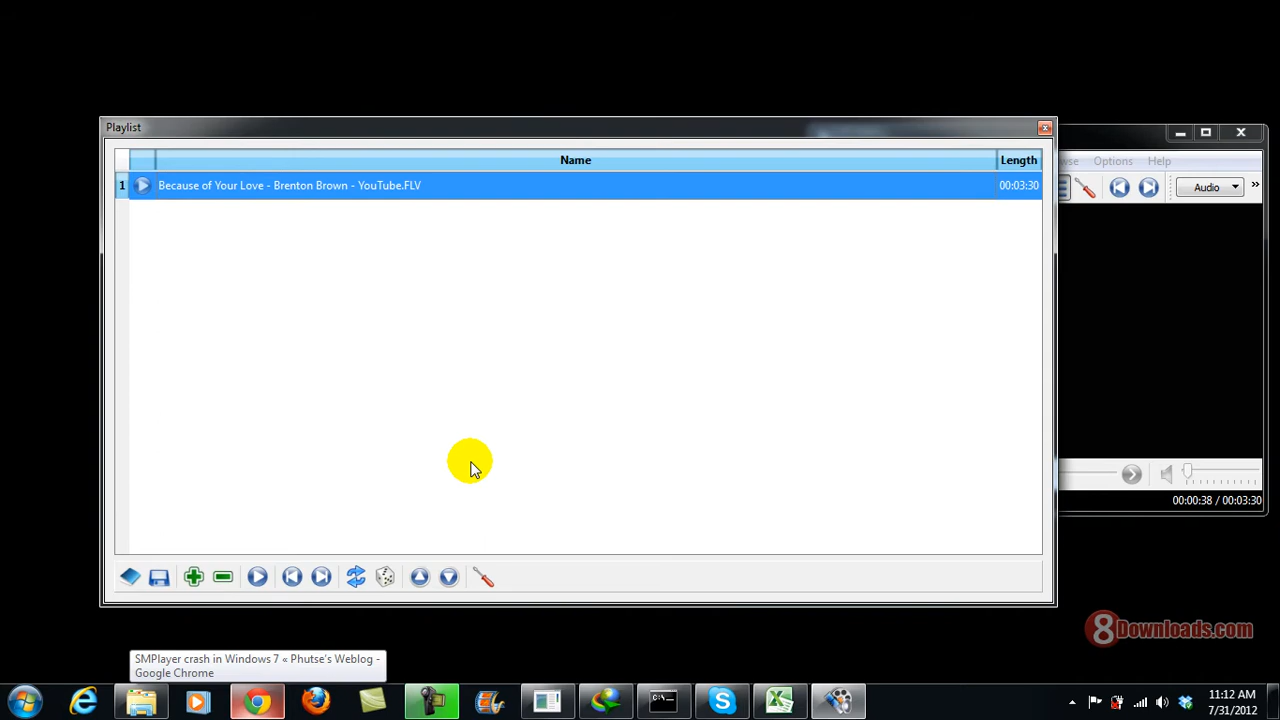 Playlist
Name
Length
1
Because of Your Love - Brenton Brown - YouTube.FLV
00:03:30
Options
Help
Audio
»
00:00:38 / 00:03:30
8Downloads.com
SMPlayer crash in Windows 7 « Phutse's Weblog -
Google Chrome
11:12 AM
7/31/2012